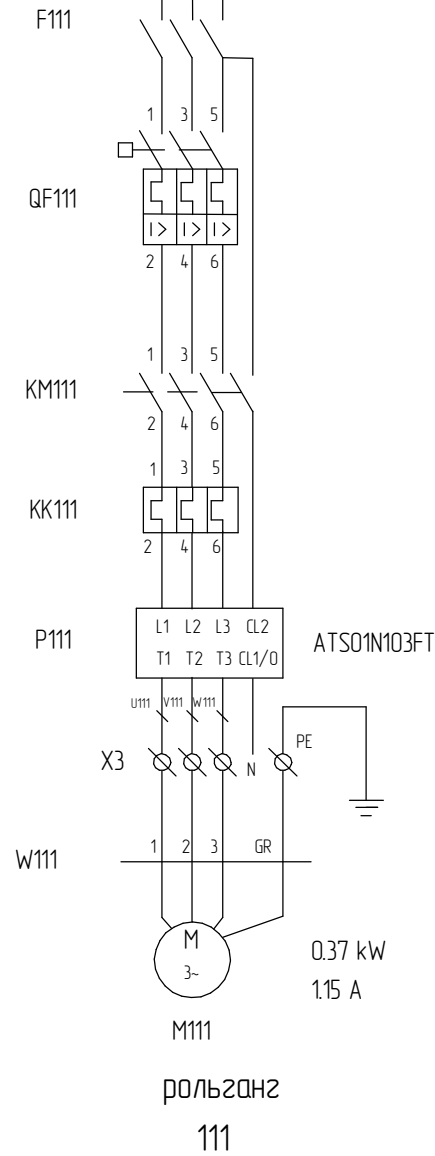 F111
1 3 5
QF111
I> I> I>
2 4 6
1 3 5
KM111
2 4 6
1 3 5
KK111
2 4 6
L1 L2 L3 CL2
P111 ATS01N103FT
T1 T2 T3 CL1/0
U111 V111 W111
PE
X3 N
1 2 3 GR
W111
M
0.37 kW
3~
1.15 A
M111
рольганг
111